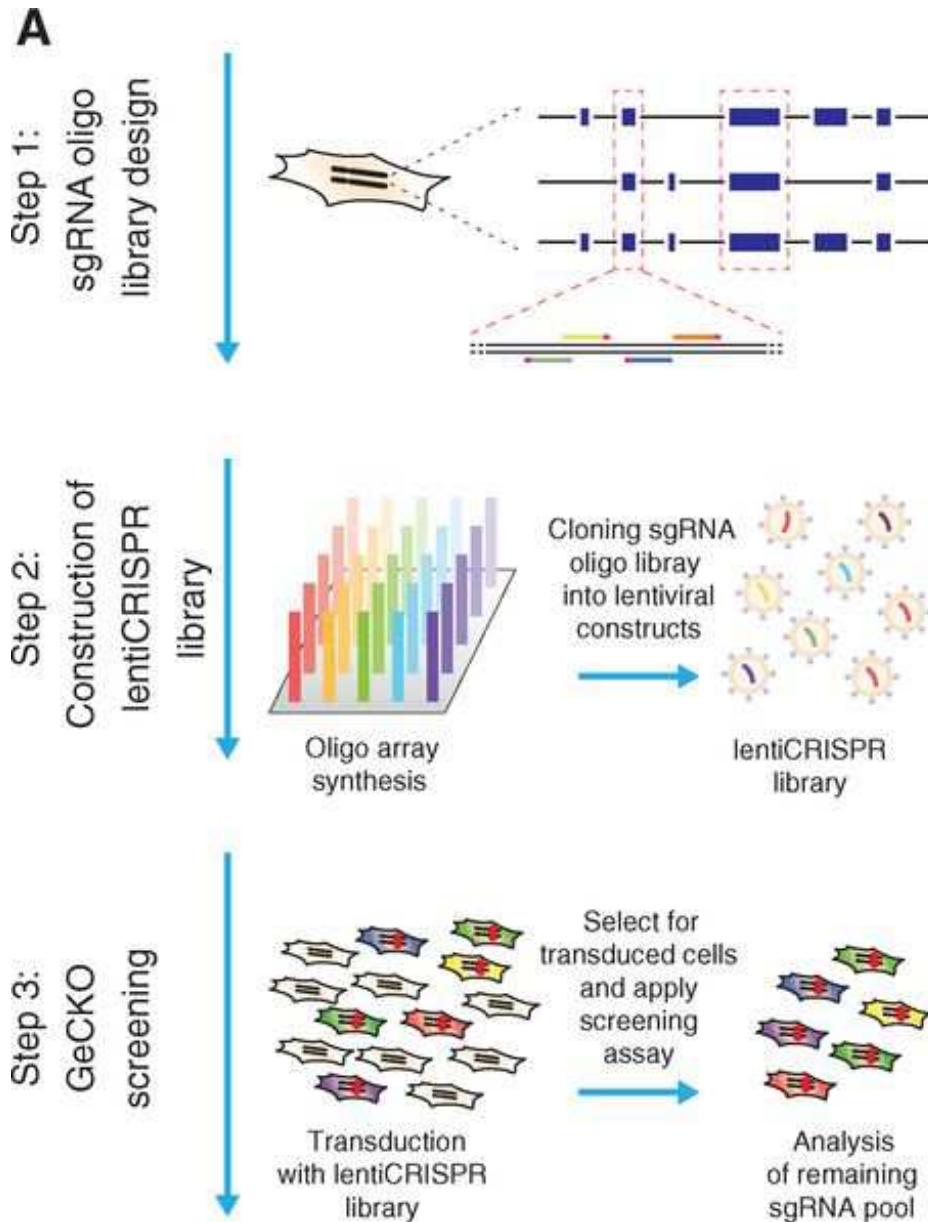 A
Step 1:
sgRNA oligo
library design
Step 2:
Construction of
lentiCRISPR
library
Oligo array
synthesis
Cloning sgRNA
oligo libray
into lentiviral
constructs
lentiCRISPR
library
Step 3:
GeCKO
screening
Transduction
with lentiCRISPR
library
Select for
transduced cells
and apply
screening
assay
Analysis
of remaining
sgRNA pool